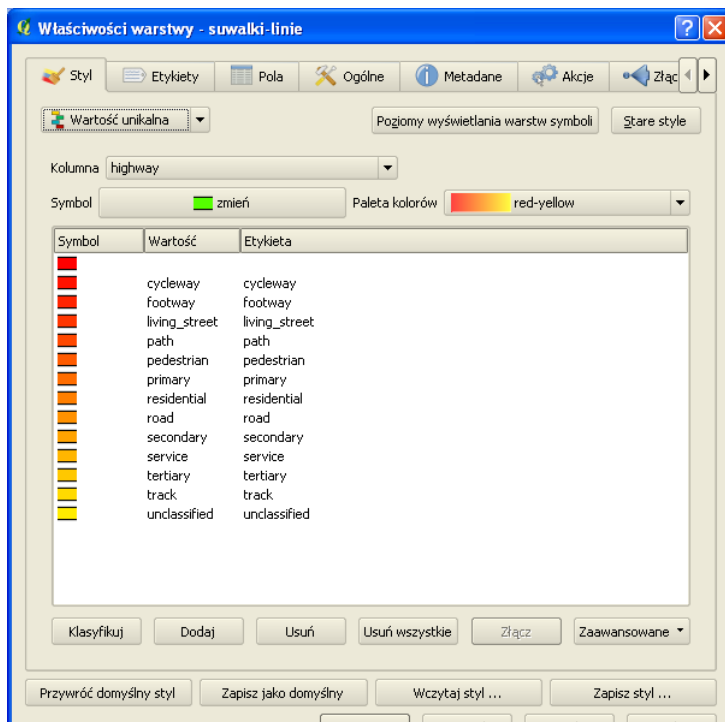 Właściwości warstwy - suwalki-linie
Styl Etykiety Pola Ogólne Metadane Akcje Złąc
Wartość unikalna Poziomy wyświetlania warstw symboli Stare style
Kolumna highway
Symbol zmień Paleta kolorów red-yellow
Symbol Wartość Etykieta
cycleway cycleway
footway footway
living_street living_street
path path
pedestrian pedestrian
primary primary
residential residential
road road
secondary secondary
service service
tertiary tertiary
track track
unclassified unclassified
Klasyfikuj Dodaj Usuń Usuń wszystkie Złącz Zaawansowane
Przywróć domyślny styl Zapisz jako domyślny Wczytaj styl ... Zapisz styl ...